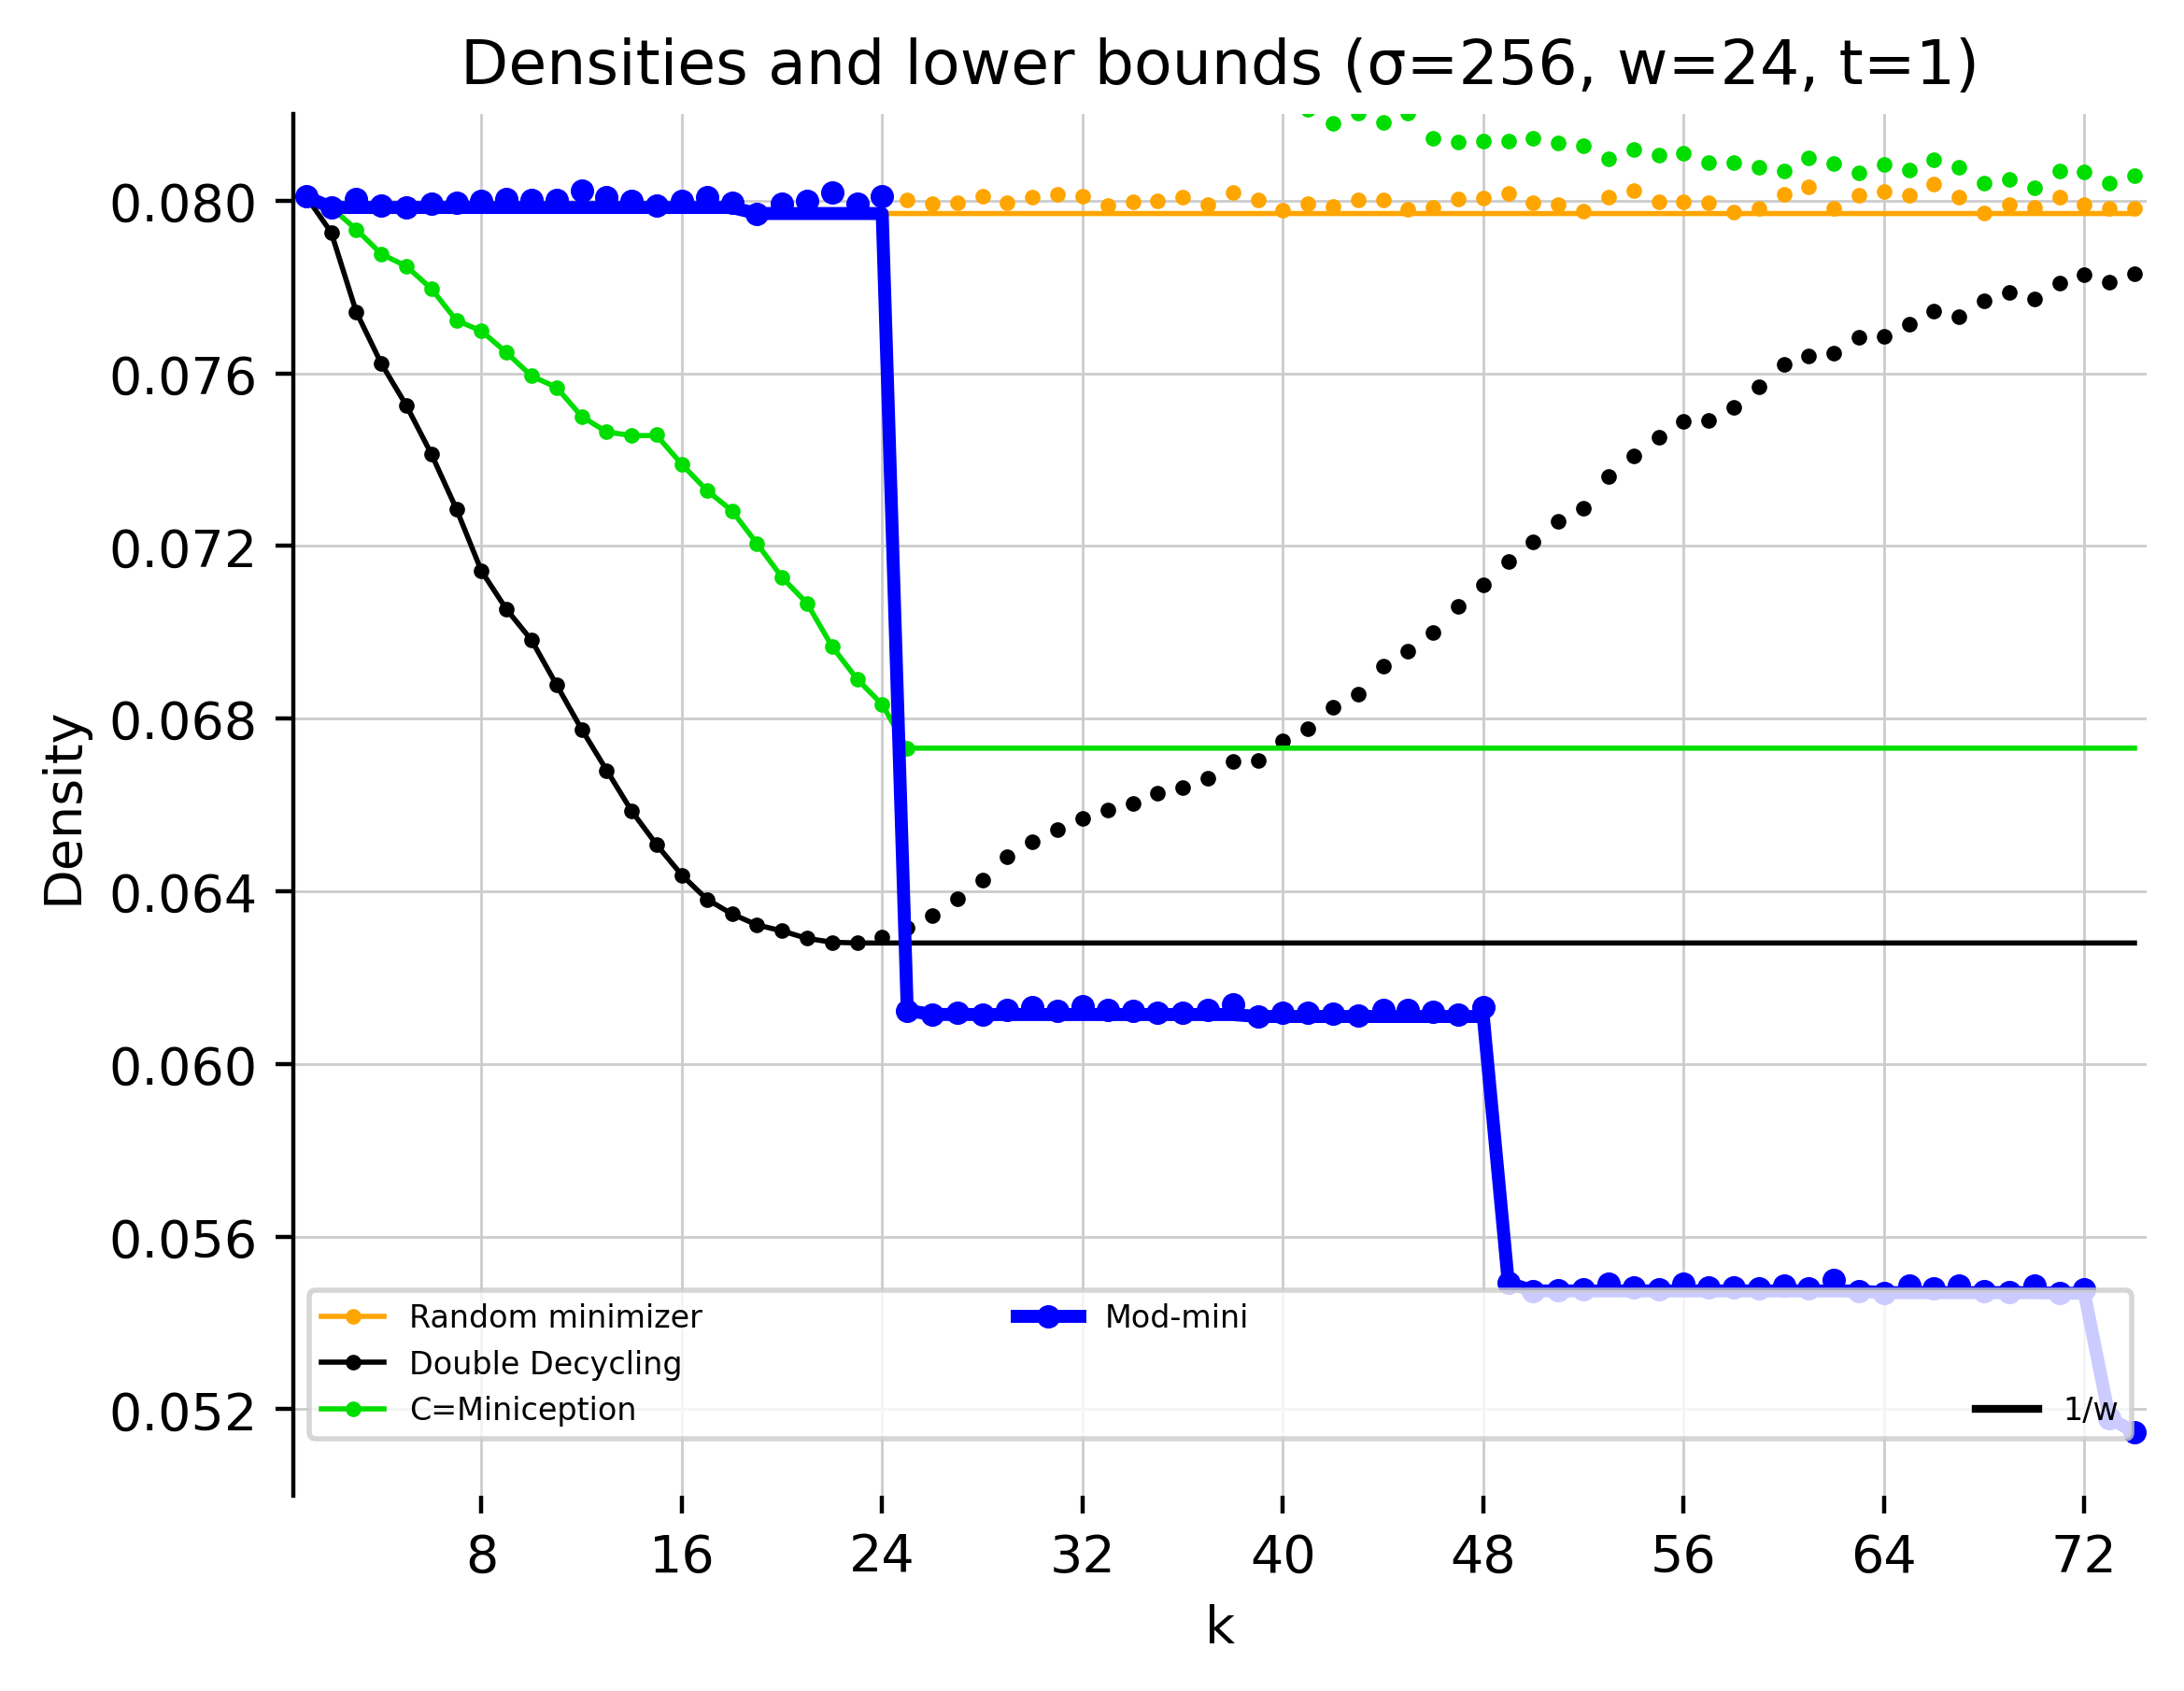 Densities and lower bounds (σ=256, w=24, t=1)
0.080
0.076
0.072
0.068
0.064
0.060
0.056
0.052
Density
Random minimizer
Double Decycling
C=Miniception
Mod-mini
1/w
8 16 24 32 40 48 56 64 72
k